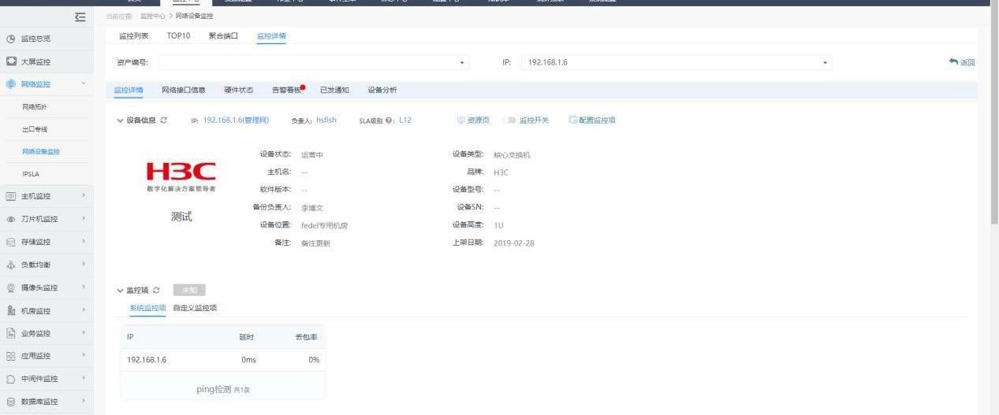 当前位置: 监控中心 > 网络设备监控
监控列表 TOP10 聚合端口 监控详情
资产编号: IP: 192.168.1.6 返回
监控详情 网络接口信息 硬件状态 告警看板 已发通知 设备分析
设备信息 IP: 192.168.1.6(管理网) 负责人: hsfish SLA级别 ?: L12 资源页 监控开关 配置监控项
H3C
数字化解决方案领导者
测试
设备状态: 运营中 设备类型: 核心交换机
主机名: -- 品牌: H3C
软件版本: -- 设备型号: --
备份负责人: 李博文 设备SN: --
设备位置: fedel专用机房 设备高度: 1U
备注: 备注更新 上架日期: 2019-02-28
监控项 未知
系统监控项 自定义监控项
IP 延时 丢包率
192.168.1.6 0ms 0%
ping检测 共1条
监控总览
大屏监控
网络监控
网络拓扑
出口专线
网络设备监控
IPSLA
主机监控
刀片机监控
存储监控
负载均衡
摄像头监控
机房监控
业务监控
应用监控
中间件监控
数据库监控